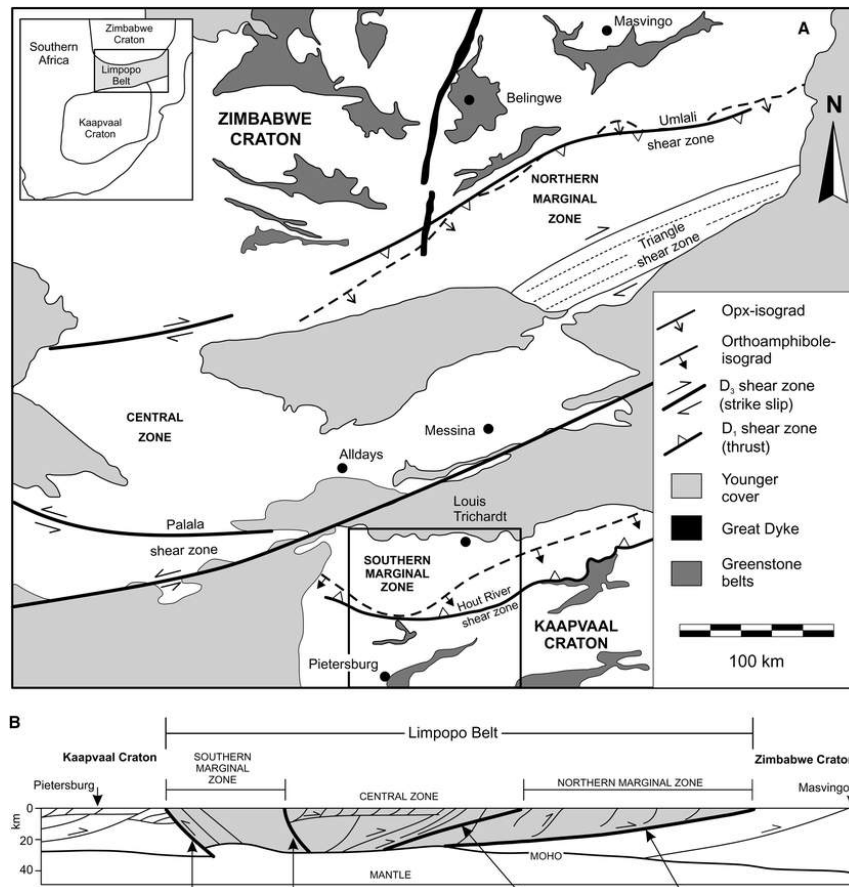 A
Southern
Africa
Zimbabwe
Craton
Limpopo
Belt
Kaapvaal
Craton
Masvingo
Belingwe
ZIMBABWE
CRATON
Umlali
shear zone
N
NORTHERN
MARGINAL
ZONE
Triangle
shear zone
CENTRAL
ZONE
Messina
Alldays
Louis
Trichardt
Palala
shear zone
SOUTHERN
MARGINAL
ZONE
Hout River
shear zone
KAAPVAAL
CRATON
Pietersburg
Opx-isograd
Orthoamphibole-
isograd
D3 shear zone
(strike slip)
D1 shear zone
(thrust)
Younger
cover
Great Dyke
Greenstone
belts
100 km
B
Limpopo Belt
Kaapvaal Craton
SOUTHERN
MARGINAL
ZONE
CENTRAL ZONE
NORTHERN MARGINAL ZONE
Zimbabwe Craton
Pietersburg
Masvingo
0
km
20
40
0
20
40
MOHO
MANTLE